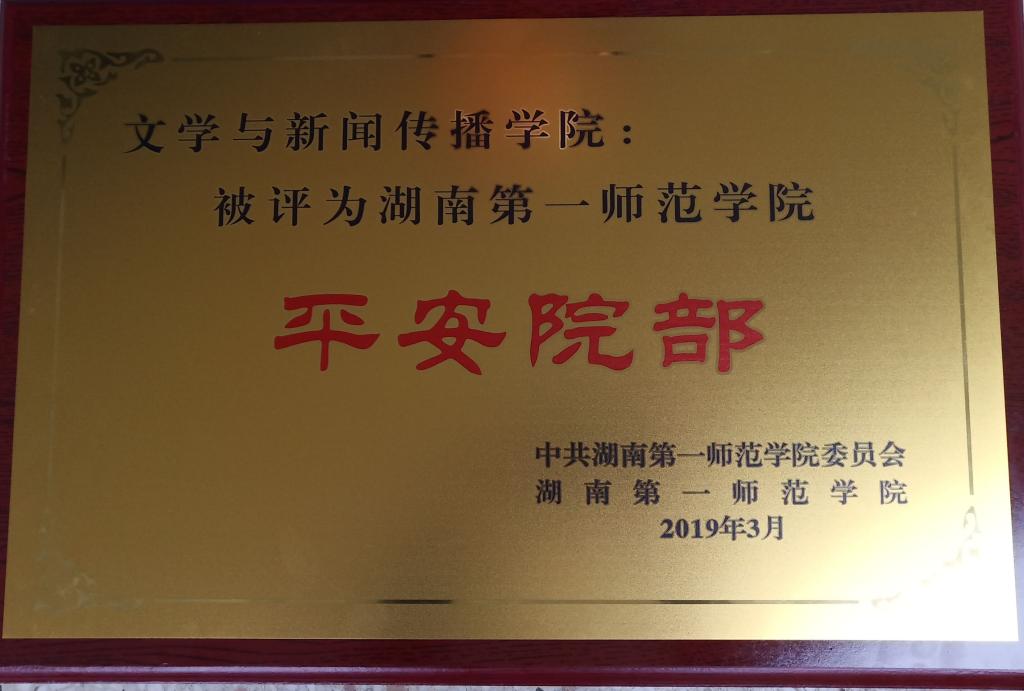 文学与新闻传播学院：
被评为湖南第一师范学院
平安院部
中共湖南第一师范学院委员会
湖南第一师范学院
2019年3月